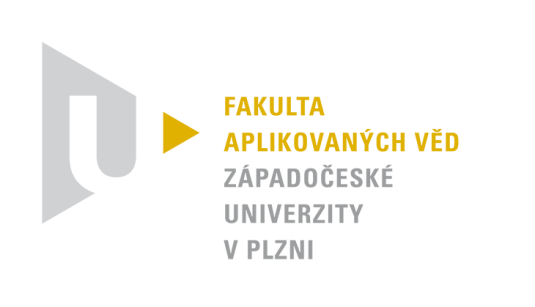 FAKULTA
APLIKOVANÝCH VĚD
ZÁPADOČESKÉ
UNIVERZITY
V PLZNI